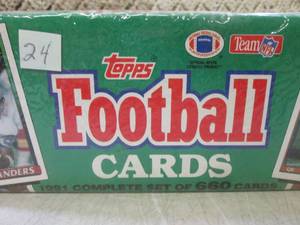 24
Topps
Team NFL
Football
CARDS
ANDERS
1991 COMPLETE SET OF 660 CARDS